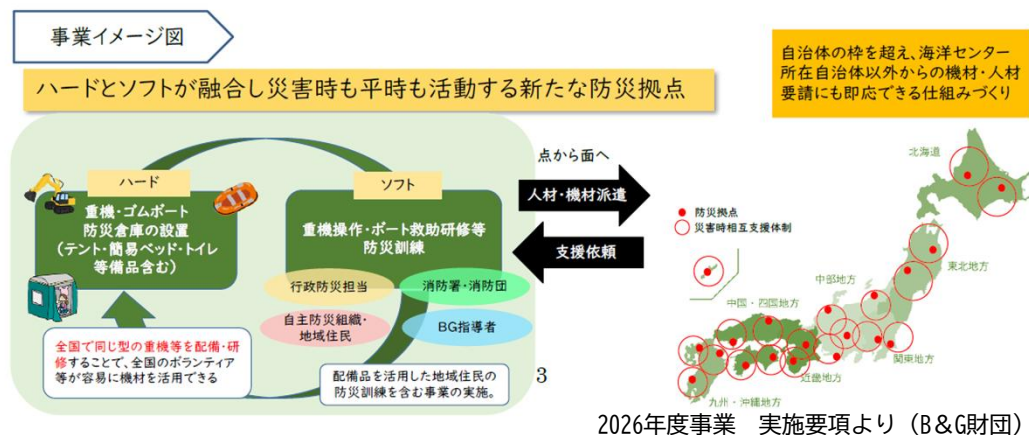 事業イメージ図
ハードとソフトが融合し災害時も平時も活動する新たな防災拠点
自治体の枠を超え、海洋センター
所在自治体以外からの機材・人材
要請にも即応できる仕組みづくり
ハード
重機・ゴムボート
防災倉庫の設置
（テント・簡易ベッド・トイレ
等備品含む）
ソフト
重機操作・ボート救助研修等
防災訓練
行政防災担当
消防署・消防団
自主防災組織・
地域住民
BG指導者
全国で同じ型の重機等を配備・研
修することで、全国のボランティア
等が容易に機材を活用できる
配備品を活用した地域住民の
防災訓練を含む事業の実施。
3
点から面へ
人材・機材派遣
支援依頼
防災拠点
災害時相互支援体制
北海道
東北地方
中部地方
中国・四国地方
関東地方
近畿地方
九州・沖縄地方
2026年度事業　実施要項より（B＆G財団）